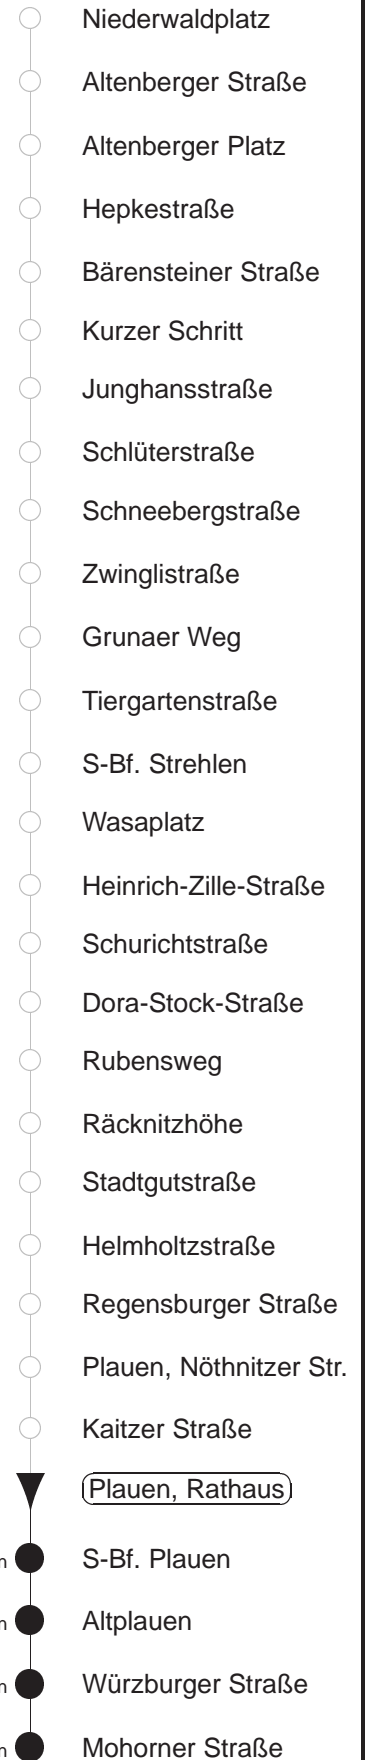 Niederwaldplatz
Altenberger Straße
Altenberger Platz
Hepkestraße
Bärensteiner Straße
Kurzer Schritt
Junghansstraße
Schlüterstraße
Schneebergstraße
Zwinglistraße
Grunaer Weg
Tiergartenstraße
S-Bf. Strehlen
Wasaplatz
Heinrich-Zille-Straße
Schurichtstraße
Dora-Stock-Straße
Rubensweg
Räcknitzhöhe
Stadtgutstraße
Helmholtzstraße
Regensburger Straße
Plauen, Nöthnitzer Str.
Kaitzer Straße
Plauen, Rathaus
S-Bf. Plauen
Altplauen
Würzburger Straße
Mohorner Straße